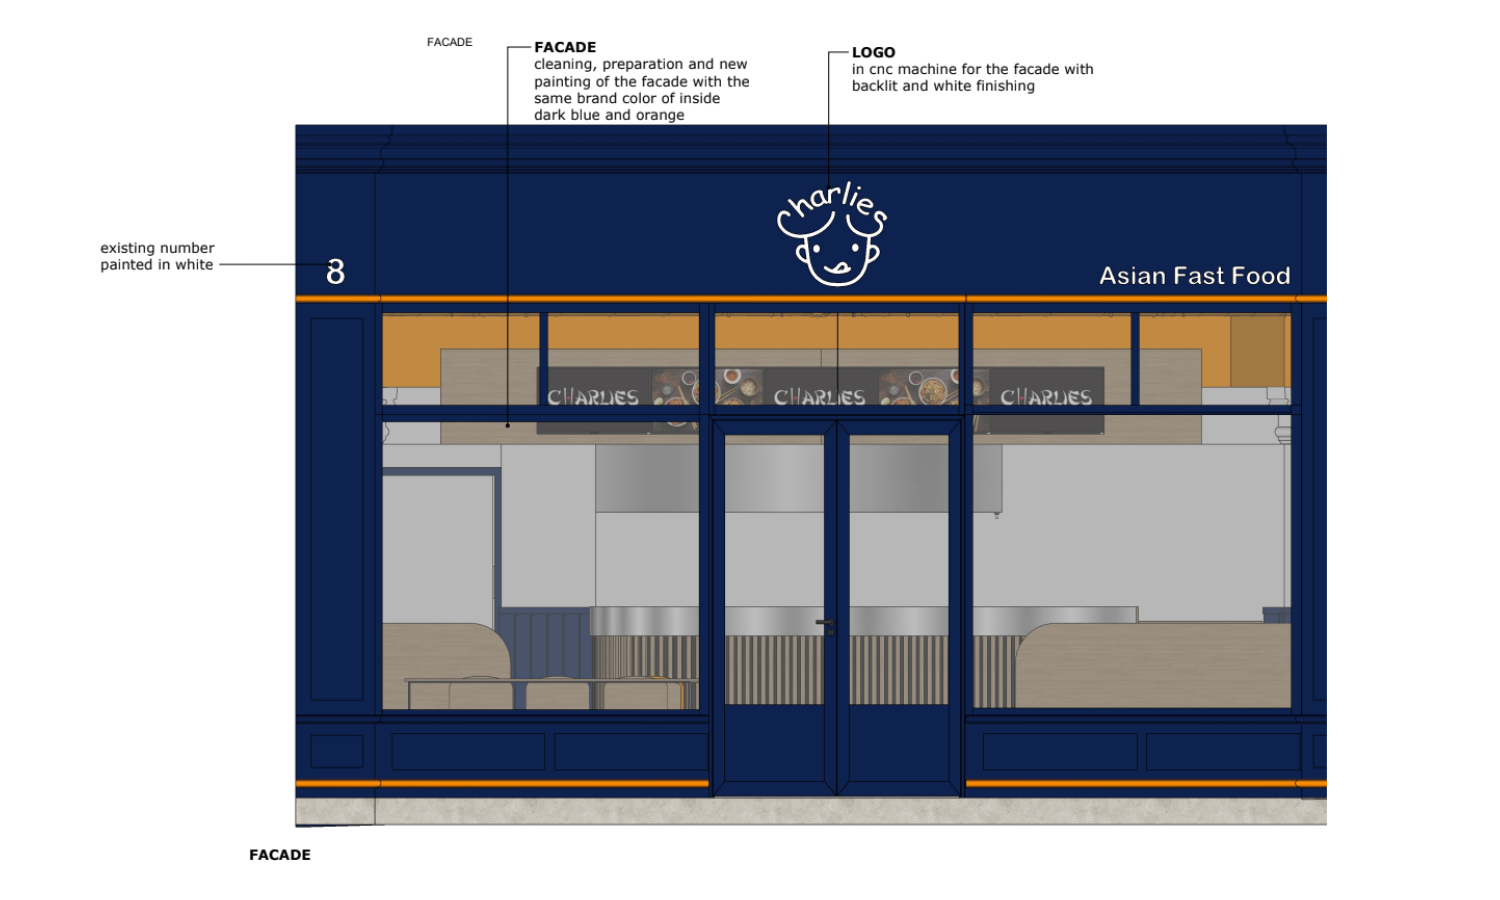 FACADE
FACADE
cleaning, preparation and new
painting of the facade with the
same brand color of inside
dark blue and orange
LOGO
in cnc machine for the facade with
backlit and white finishing
charlies
existing number
painted in white
8
Asian Fast Food
CHARLIES
CHARLIES
CHARLIES
FACADE